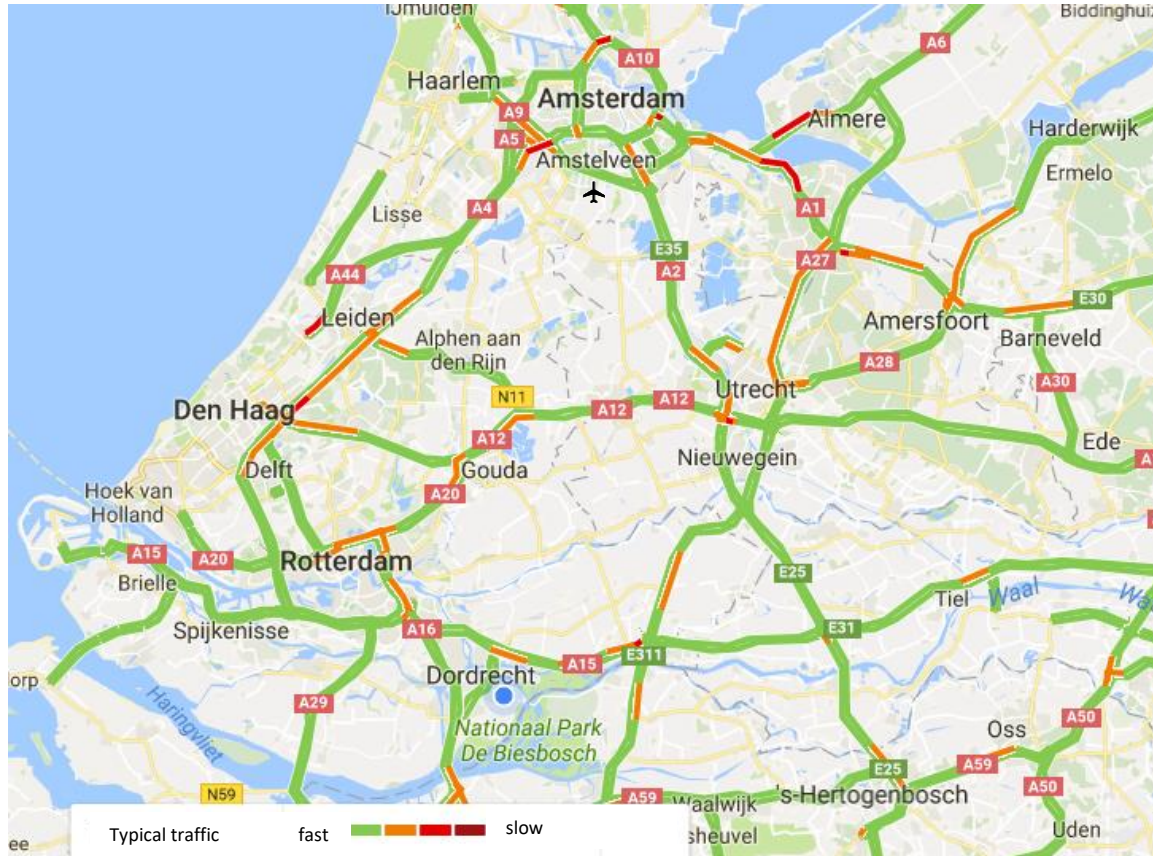 IJmuiden
Biddinghuiz
A6
A10
Haarlem
Amsterdam
A9
A5
Almere
Harderwijk
Amstelveen
Ermelo
A4
A1
Lisse
E35
A2
A27
A44
E30
Leiden
Amersfoort
Barneveld
Alphen aan
den Rijn
A28
A30
Utrecht
N11
A12
A12
Den Haag
A12
Ede
Nieuwegein
Delft
Gouda
A20
Hoek van
Holland
A15
A20
Rotterdam
E25
Brielle
Tiel
Waal
Spijkenisse
A16
E31
A15
E311
Dordrecht
orp
A29
Haringvliet
Nationaal Park
De Biesbosch
A50
Oss
A59
E25
A50
N59
A59
Waalwijk
's-Hertogenbosch
sheuvel
Uden
ee
Typical traffic fast slow